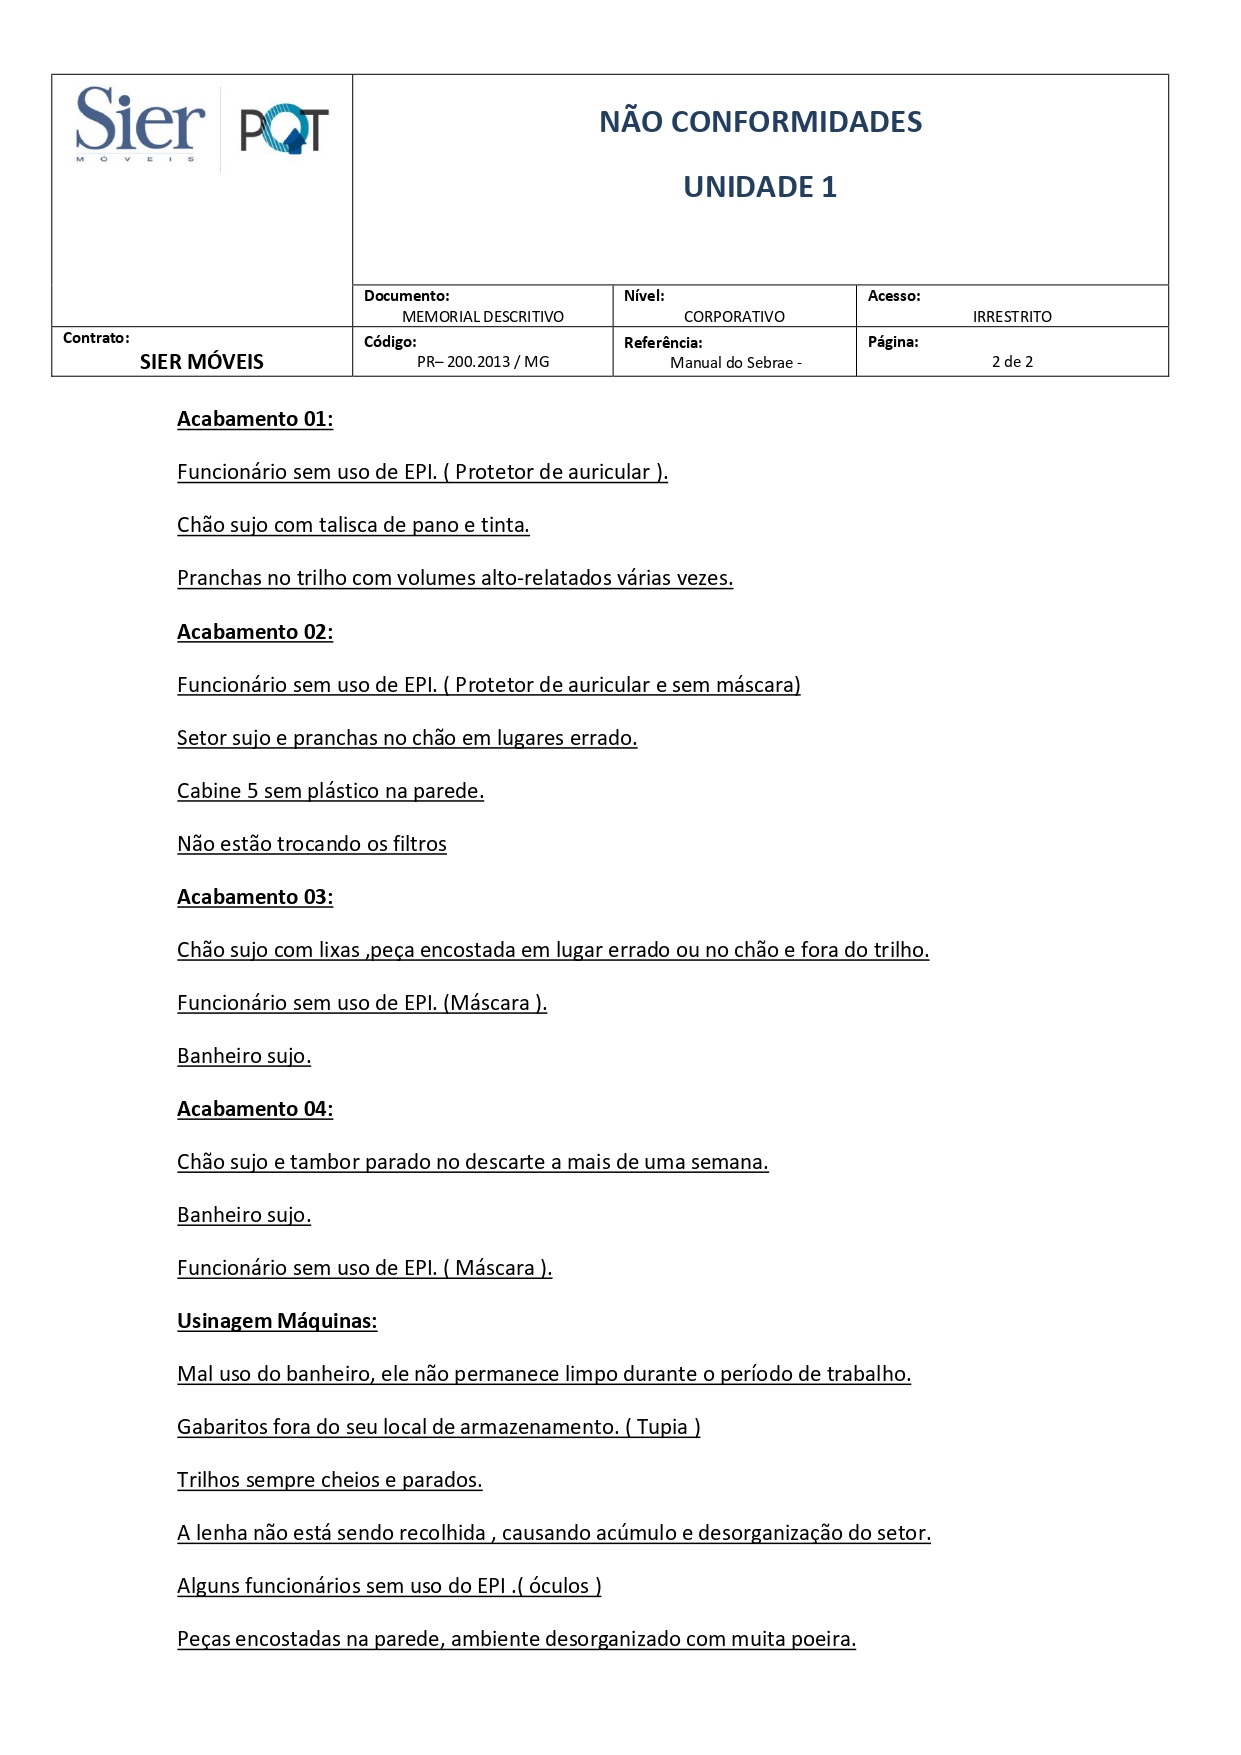 Sier
MÓVEIS
PQT
NÃO CONFORMIDADES
UNIDADE 1
Documento:
MEMORIAL DESCRITIVO
Nível:
CORPORATIVO
Acesso:
IRRESTRITO
Contrato:
SIER MÓVEIS
Código:
PR– 200.2013 / MG
Referência:
Manual do Sebrae -
Página:
2 de 2
Acabamento 01:
Funcionário sem uso de EPI. ( Protetor de auricular ).
Chão sujo com talisca de pano e tinta.
Pranchas no trilho com volumes alto-relatados várias vezes.
Acabamento 02:
Funcionário sem uso de EPI. ( Protetor de auricular e sem máscara)
Setor sujo e pranchas no chão em lugares errado.
Cabine 5 sem plástico na parede.
Não estão trocando os filtros
Acabamento 03:
Chão sujo com lixas ,peça encostada em lugar errado ou no chão e fora do trilho.
Funcionário sem uso de EPI. (Máscara ).
Banheiro sujo.
Acabamento 04:
Chão sujo e tambor parado no descarte a mais de uma semana.
Banheiro sujo.
Funcionário sem uso de EPI. ( Máscara ).
Usinagem Máquinas:
Mal uso do banheiro, ele não permanece limpo durante o período de trabalho.
Gabaritos fora do seu local de armazenamento. ( Tupia )
Trilhos sempre cheios e parados.
A lenha não está sendo recolhida , causando acúmulo e desorganização do setor.
Alguns funcionários sem uso do EPI .( óculos )
Peças encostadas na parede, ambiente desorganizado com muita poeira.